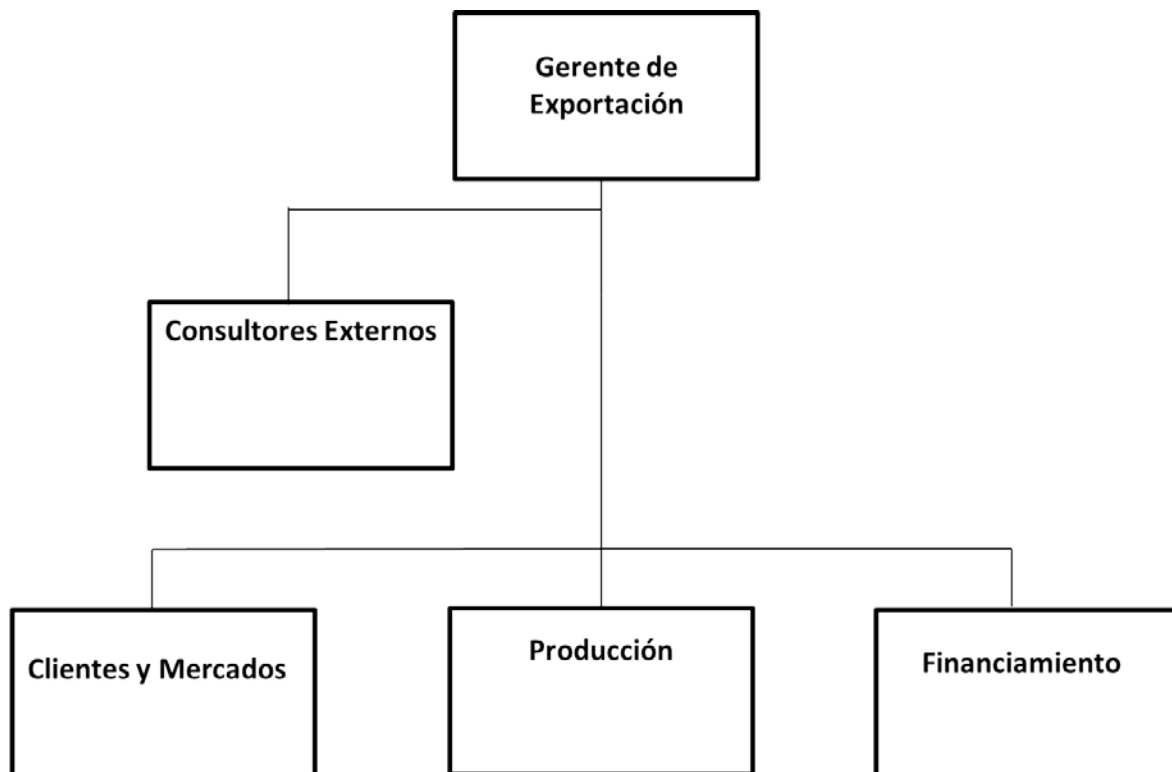 Gerente de
Exportación
Consultores Externos
Clientes y Mercados
Producción
Financiamiento